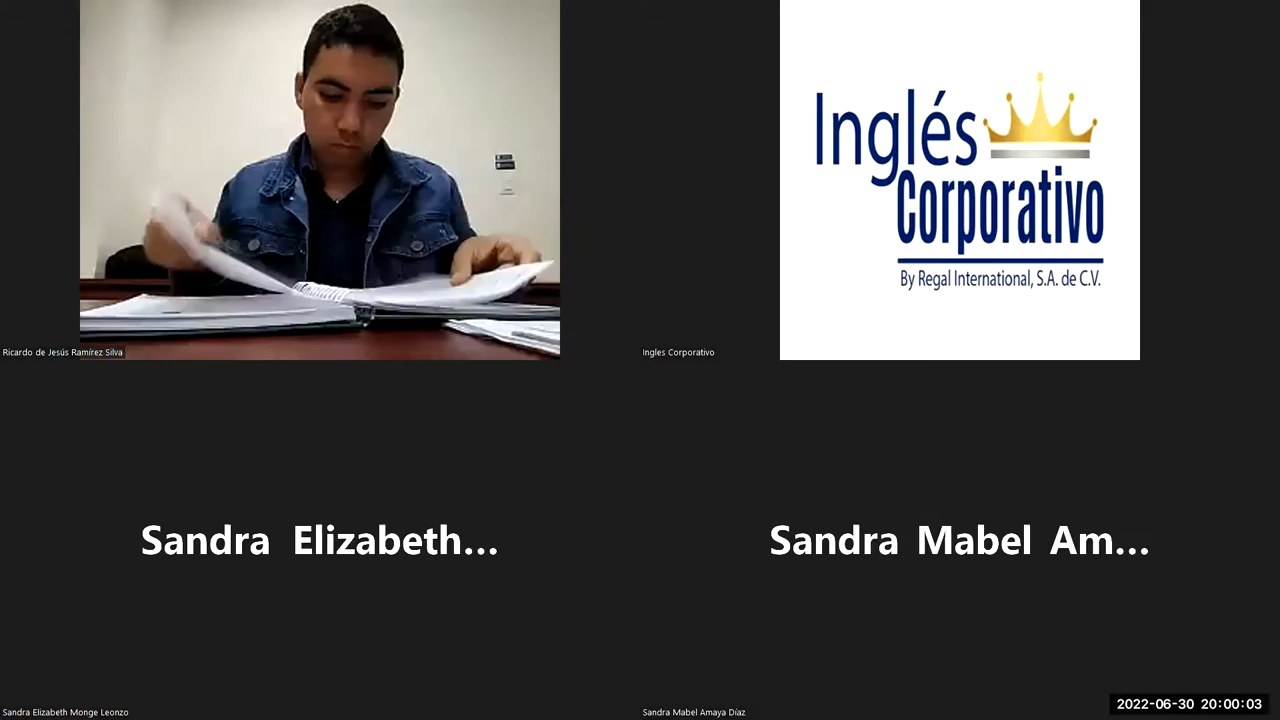 Inglés
Corporativo
By Regal International, S.A. de C.V.
Ricardo de Jesús Ramírez Silva
Ingles Corporativo
Sandra Elizabeth...
Sandra Mabel Am...
Sandra Elizabeth Monge Leonzo
Sandra Mabel Amaya Díaz
2022-06-30 20:00:03